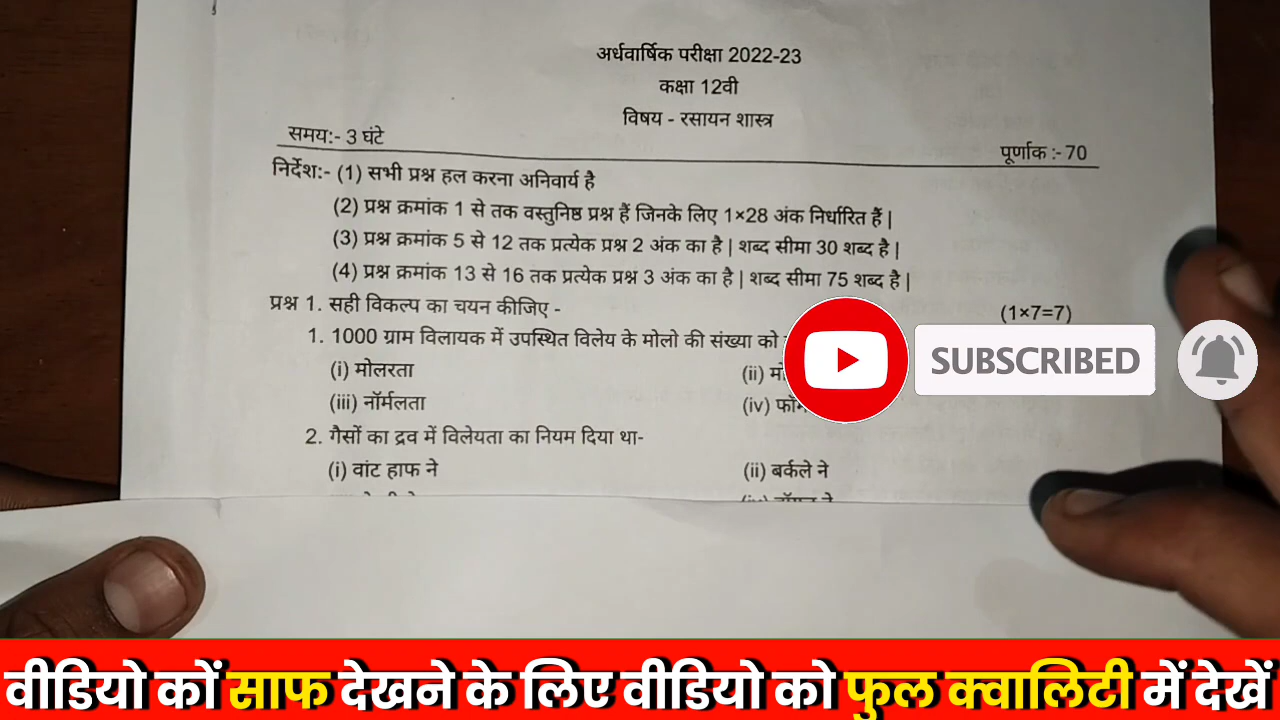 अर्धवार्षिक परीक्षा 2022-23
कक्षा 12वी
विषय - रसायन शास्त्र
समय:- 3 घंटे
पूर्णाक :- 70
निर्देश:- (1) सभी प्रश्न हल करना अनिवार्य है
(2) प्रश्न क्रमांक 1 से तक वस्तुनिष्ठ प्रश्न हैं जिनके लिए 1×28 अंक निर्धारित हैं |
(3) प्रश्न क्रमांक 5 से 12 तक प्रत्येक प्रश्न 2 अंक का है | शब्द सीमा 30 शब्द है |
(4) प्रश्न क्रमांक 13 से 16 तक प्रत्येक प्रश्न 3 अंक का है | शब्द सीमा 75 शब्द है |
प्रश्न 1. सही विकल्प का चयन कीजिए - (1×7=7)
1. 1000 ग्राम विलायक में उपस्थित विलेय के मोलो की संख्या को
(i) मोलरता (ii)
(iii) नॉर्मलता (iv)
SUBSCRIBED
2. गैसों का द्रव में विलेयता का नियम दिया था-
(i) वांट हाफ ने (ii) बर्कले ने
वीडियो कों साफ देखने के लिए वीडियो को फुल क्वालिटी में देखें